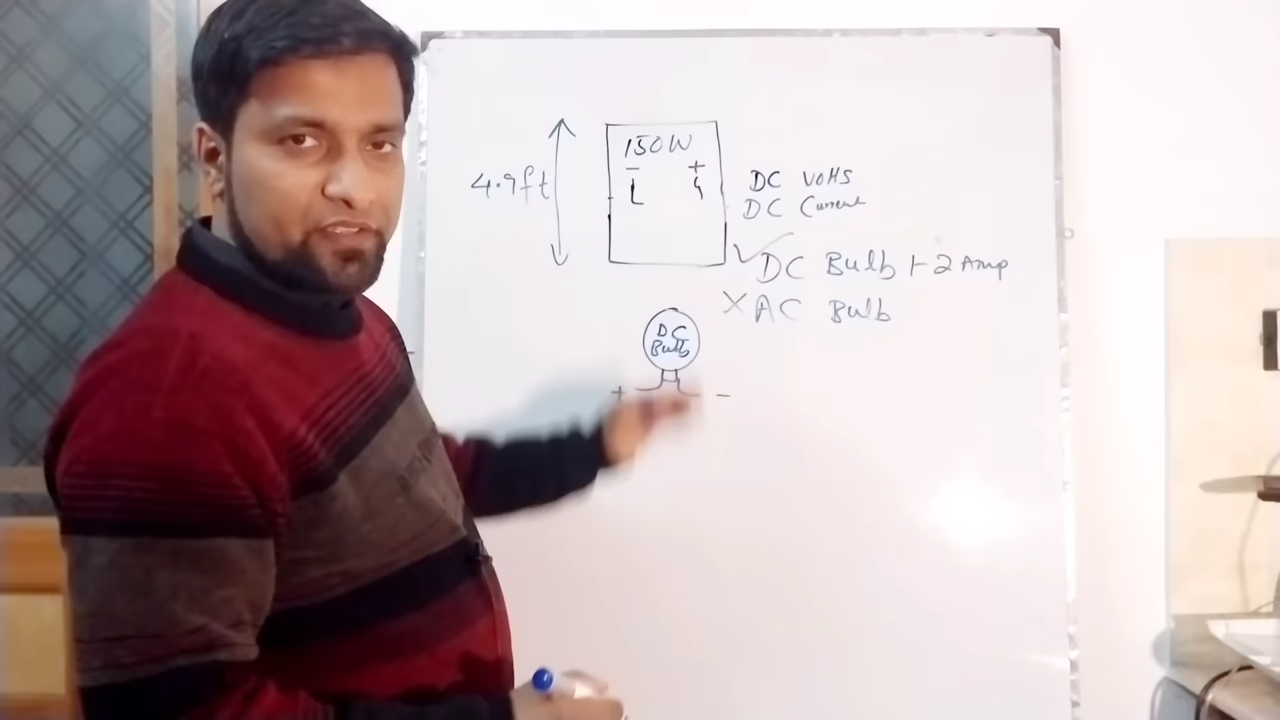 4.9ft
150W
- +
DC Volts
DC Current
✓ DC Bulb 1-2 Amp
X AC Bulb
DC
Bulb
+ -